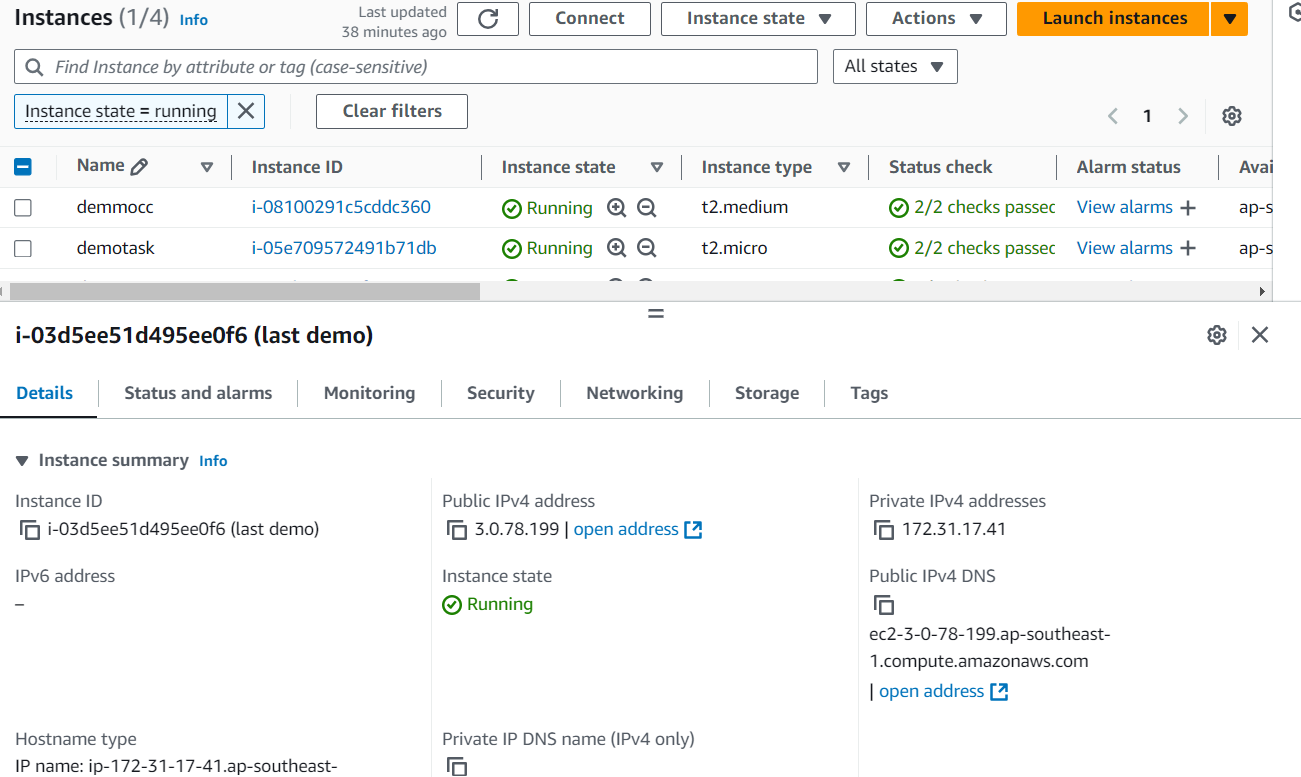 Instances (1/4) Info
Last updated
38 minutes ago
Connect
Instance state
Actions
Launch instances
Find Instance by attribute or tag (case-sensitive)
All states
Instance state = running
Clear filters
1
Name Instance ID Instance state Instance type Status check Alarm status Avai
demmocc i-08100291c5cddc360 Running t2.medium 2/2 checks passed View alarms + ap-s
demotask i-05e709572491b71db Running t2.micro 2/2 checks passed View alarms + ap-s
i-03d5ee51d495ee0f6 (last demo)
Details Status and alarms Monitoring Security Networking Storage Tags
Instance summary Info
Instance ID
i-03d5ee51d495ee0f6 (last demo)
Public IPv4 address
3.0.78.199 | open address
Private IPv4 addresses
172.31.17.41
IPv6 address
–
Instance state
Running
Public IPv4 DNS
ec2-3-0-78-199.ap-southeast-
1.compute.amazonaws.com
| open address
Hostname type
IP name: ip-172-31-17-41.ap-southeast-
Private IP DNS name (IPv4 only)